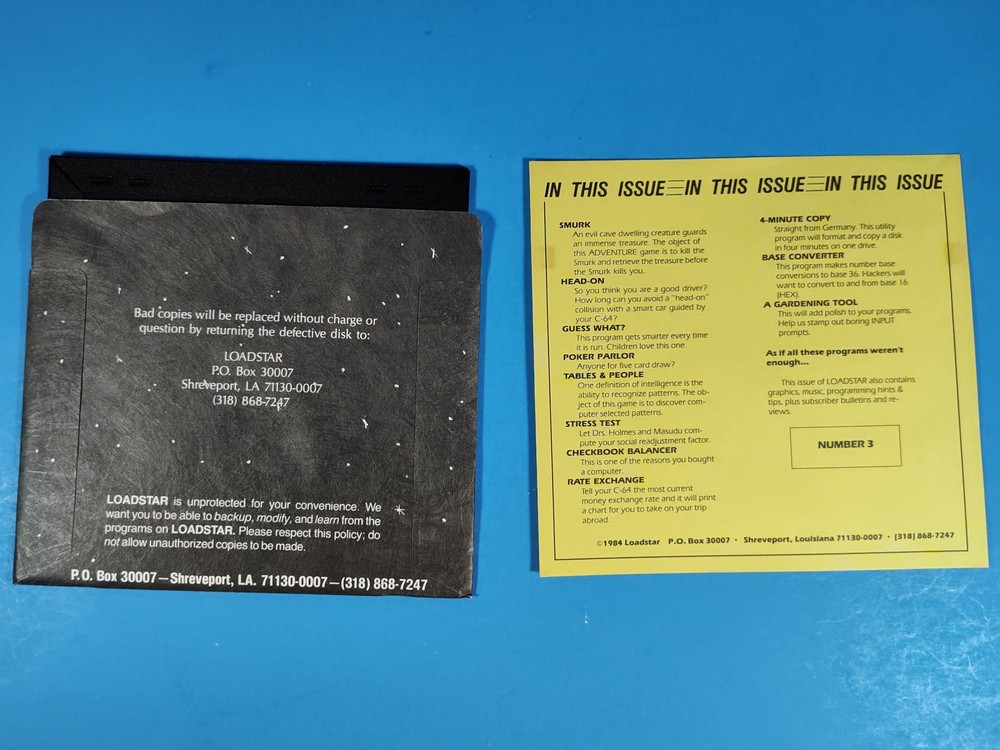 Bad copies will be replaced without charge or
question by returning the defective disk to:
LOADSTAR
P.O. Box 30007
Shreveport, LA 71130-0007
(318) 868-7247
LOADSTAR is unprotected for your convenience. We
want you to be able to backup, modify, and learn from the
programs on LOADSTAR. Please respect this policy; do
not allow unauthorized copies to be made.
P.O. Box 30007—Shreveport, LA. 71130-0007—(318) 868-7247
IN THIS ISSUE IN THIS ISSUE IN THIS ISSUE
SMURK
An evil cave dwelling creature guards
an immense treasure. The object of
this ADVENTURE game is to kill the
Smurk and retrieve the treasure before
the Smurk kills you.
HEAD-ON
So you think you are a good driver?
How long can you avoid a "head-on"
collision with a smart car guided by
your C-64?
GUESS WHAT?
This program gets smarter every time
it is run. Children love this one.
POKER PARLOR
Anyone for five card draw?
TABLES & PEOPLE
One definition of intelligence is the
ability to recognize patterns. The ob-
ject of this game is to discover com-
puter selected patterns.
STRESS TEST
Let Drs. Holmes and Masudu com-
pute your social readjustment factor.
CHECKBOOK BALANCER
This is one of the reasons you bought
a computer.
RATE EXCHANGE
Tell your C-64 the most current
money exchange rate and it will print
a chart for you to take on your trip
abroad.
4-MINUTE COPY
Straight from Germany. This utility
program will format and copy a disk
in four minutes on one drive.
BASE CONVERTER
This program makes number base
conversions to base 36. Hackers will
want to convert to and from base 16
(HEX).
A GARDENING TOOL
This will add polish to your programs.
Help us stamp out boring INPUT
prompts.
As if all these programs weren't
enough...
This issue of LOADSTAR also contains
graphics, music, programming hints &
tips, plus subscriber bulletins and re-
views.
NUMBER 3
©1984 Loadstar P.O. Box 30007 · Shreveport, Louisiana 71130-0007 · (318) 868-7247